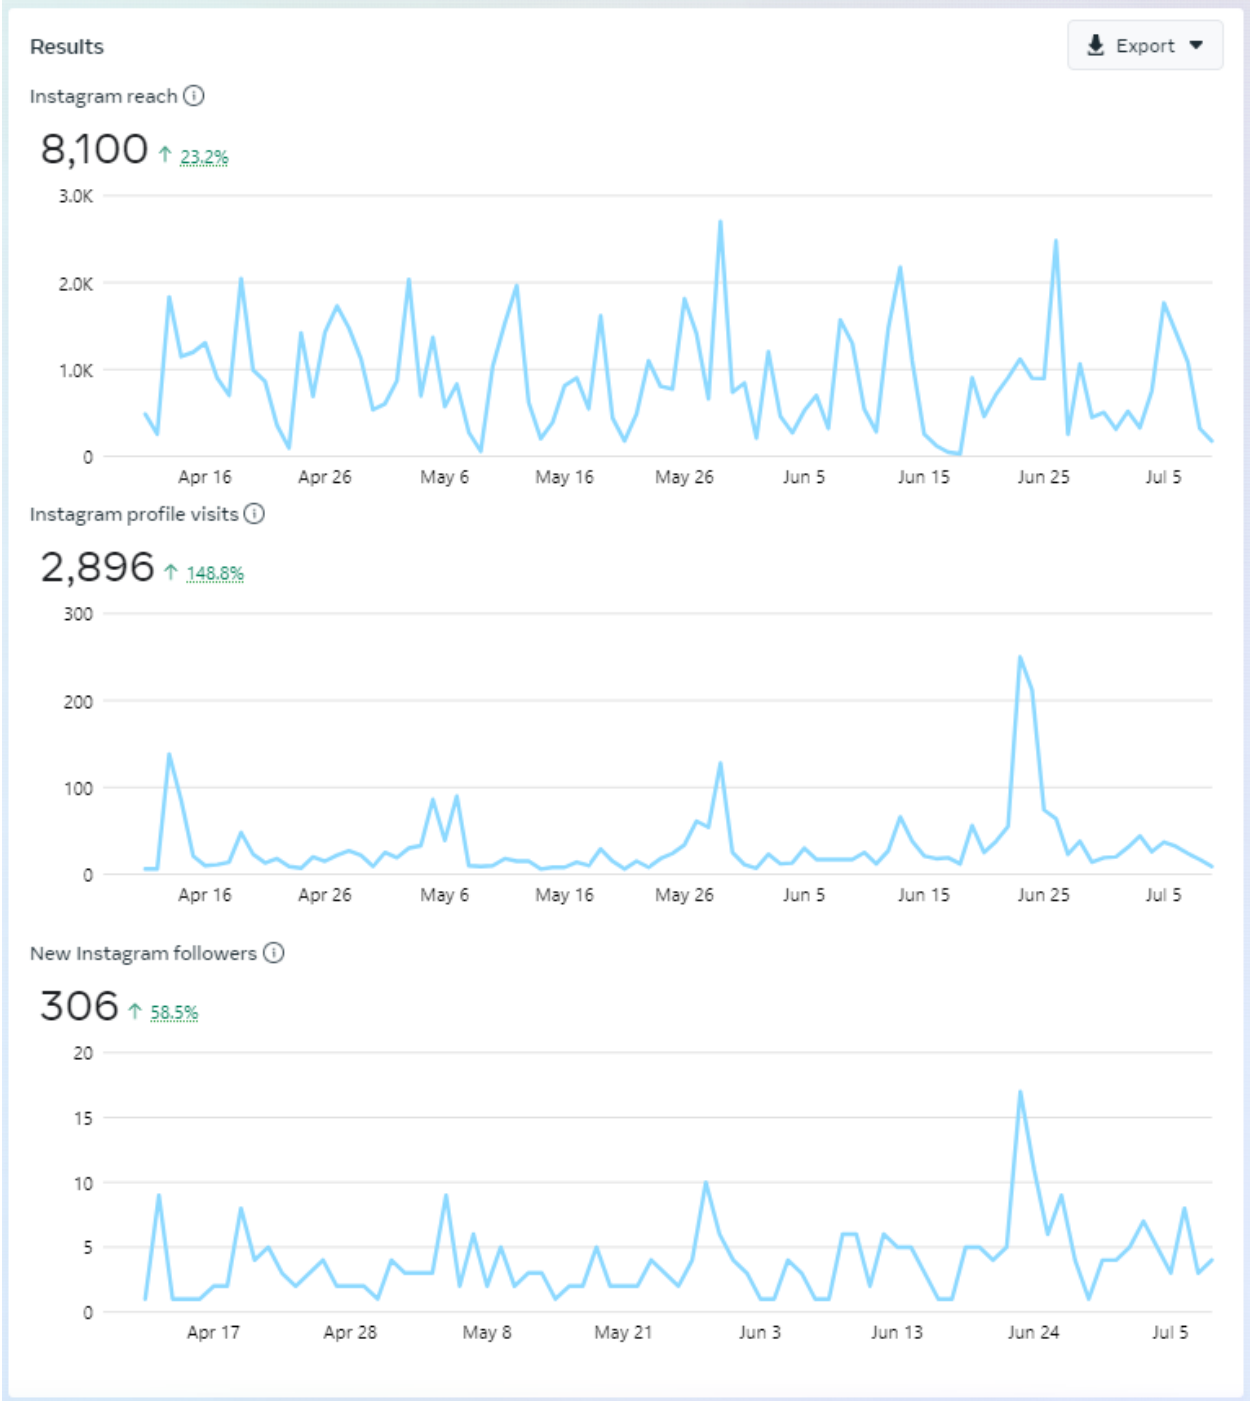 Results
Export
Instagram reach
8,100 ↑ 23.2%
3.0K
2.0K
1.0K
0
Apr 16 Apr 26 May 6 May 16 May 26 Jun 5 Jun 15 Jun 25 Jul 5
Instagram profile visits
2,896 ↑ 148.8%
300
200
100
0
Apr 16 Apr 26 May 6 May 16 May 26 Jun 5 Jun 15 Jun 25 Jul 5
New Instagram followers
306 ↑ 58.5%
20
15
10
5
0
Apr 17 Apr 28 May 8 May 21 Jun 3 Jun 13 Jun 24 Jul 5